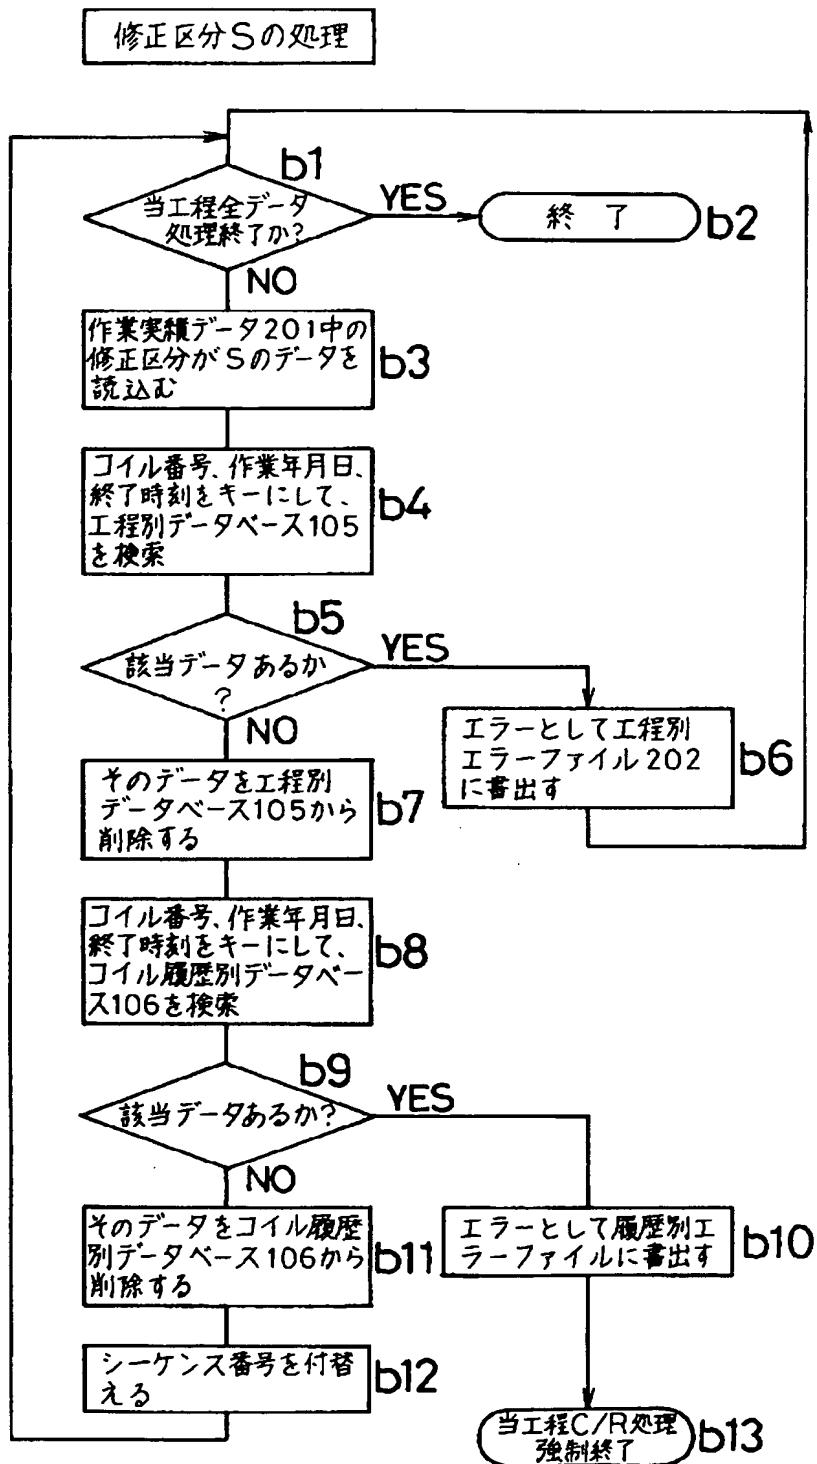 修正区分Sの処理
b1
当工程全データ
処理終了か?
YES
終 了
b2
NO
作業実績データ201中の
修正区分がSのデータを
読込む
b3
コイル番号、作業年月日、
終了時刻をキーにして、
工程別データベース105
を検索
b4
b5
該当データあるか
?
YES
NO
エラーとして工程別
エラーファイル202
に書出す
b6
そのデータを工程別
データベース105から
削除する
b7
コイル番号、作業年月日、
終了時刻をキーにして、
コイル履歴別データベー
ス106を検索
b8
b9
該当データあるか?
YES
NO
そのデータをコイル履歴
別データベース106から
削除する
b11
エラーとして履歴別エ
ラーファイルに書出す
b10
シーケンス番号を付替
える
b12
当工程C/R処理
強制終了
b13